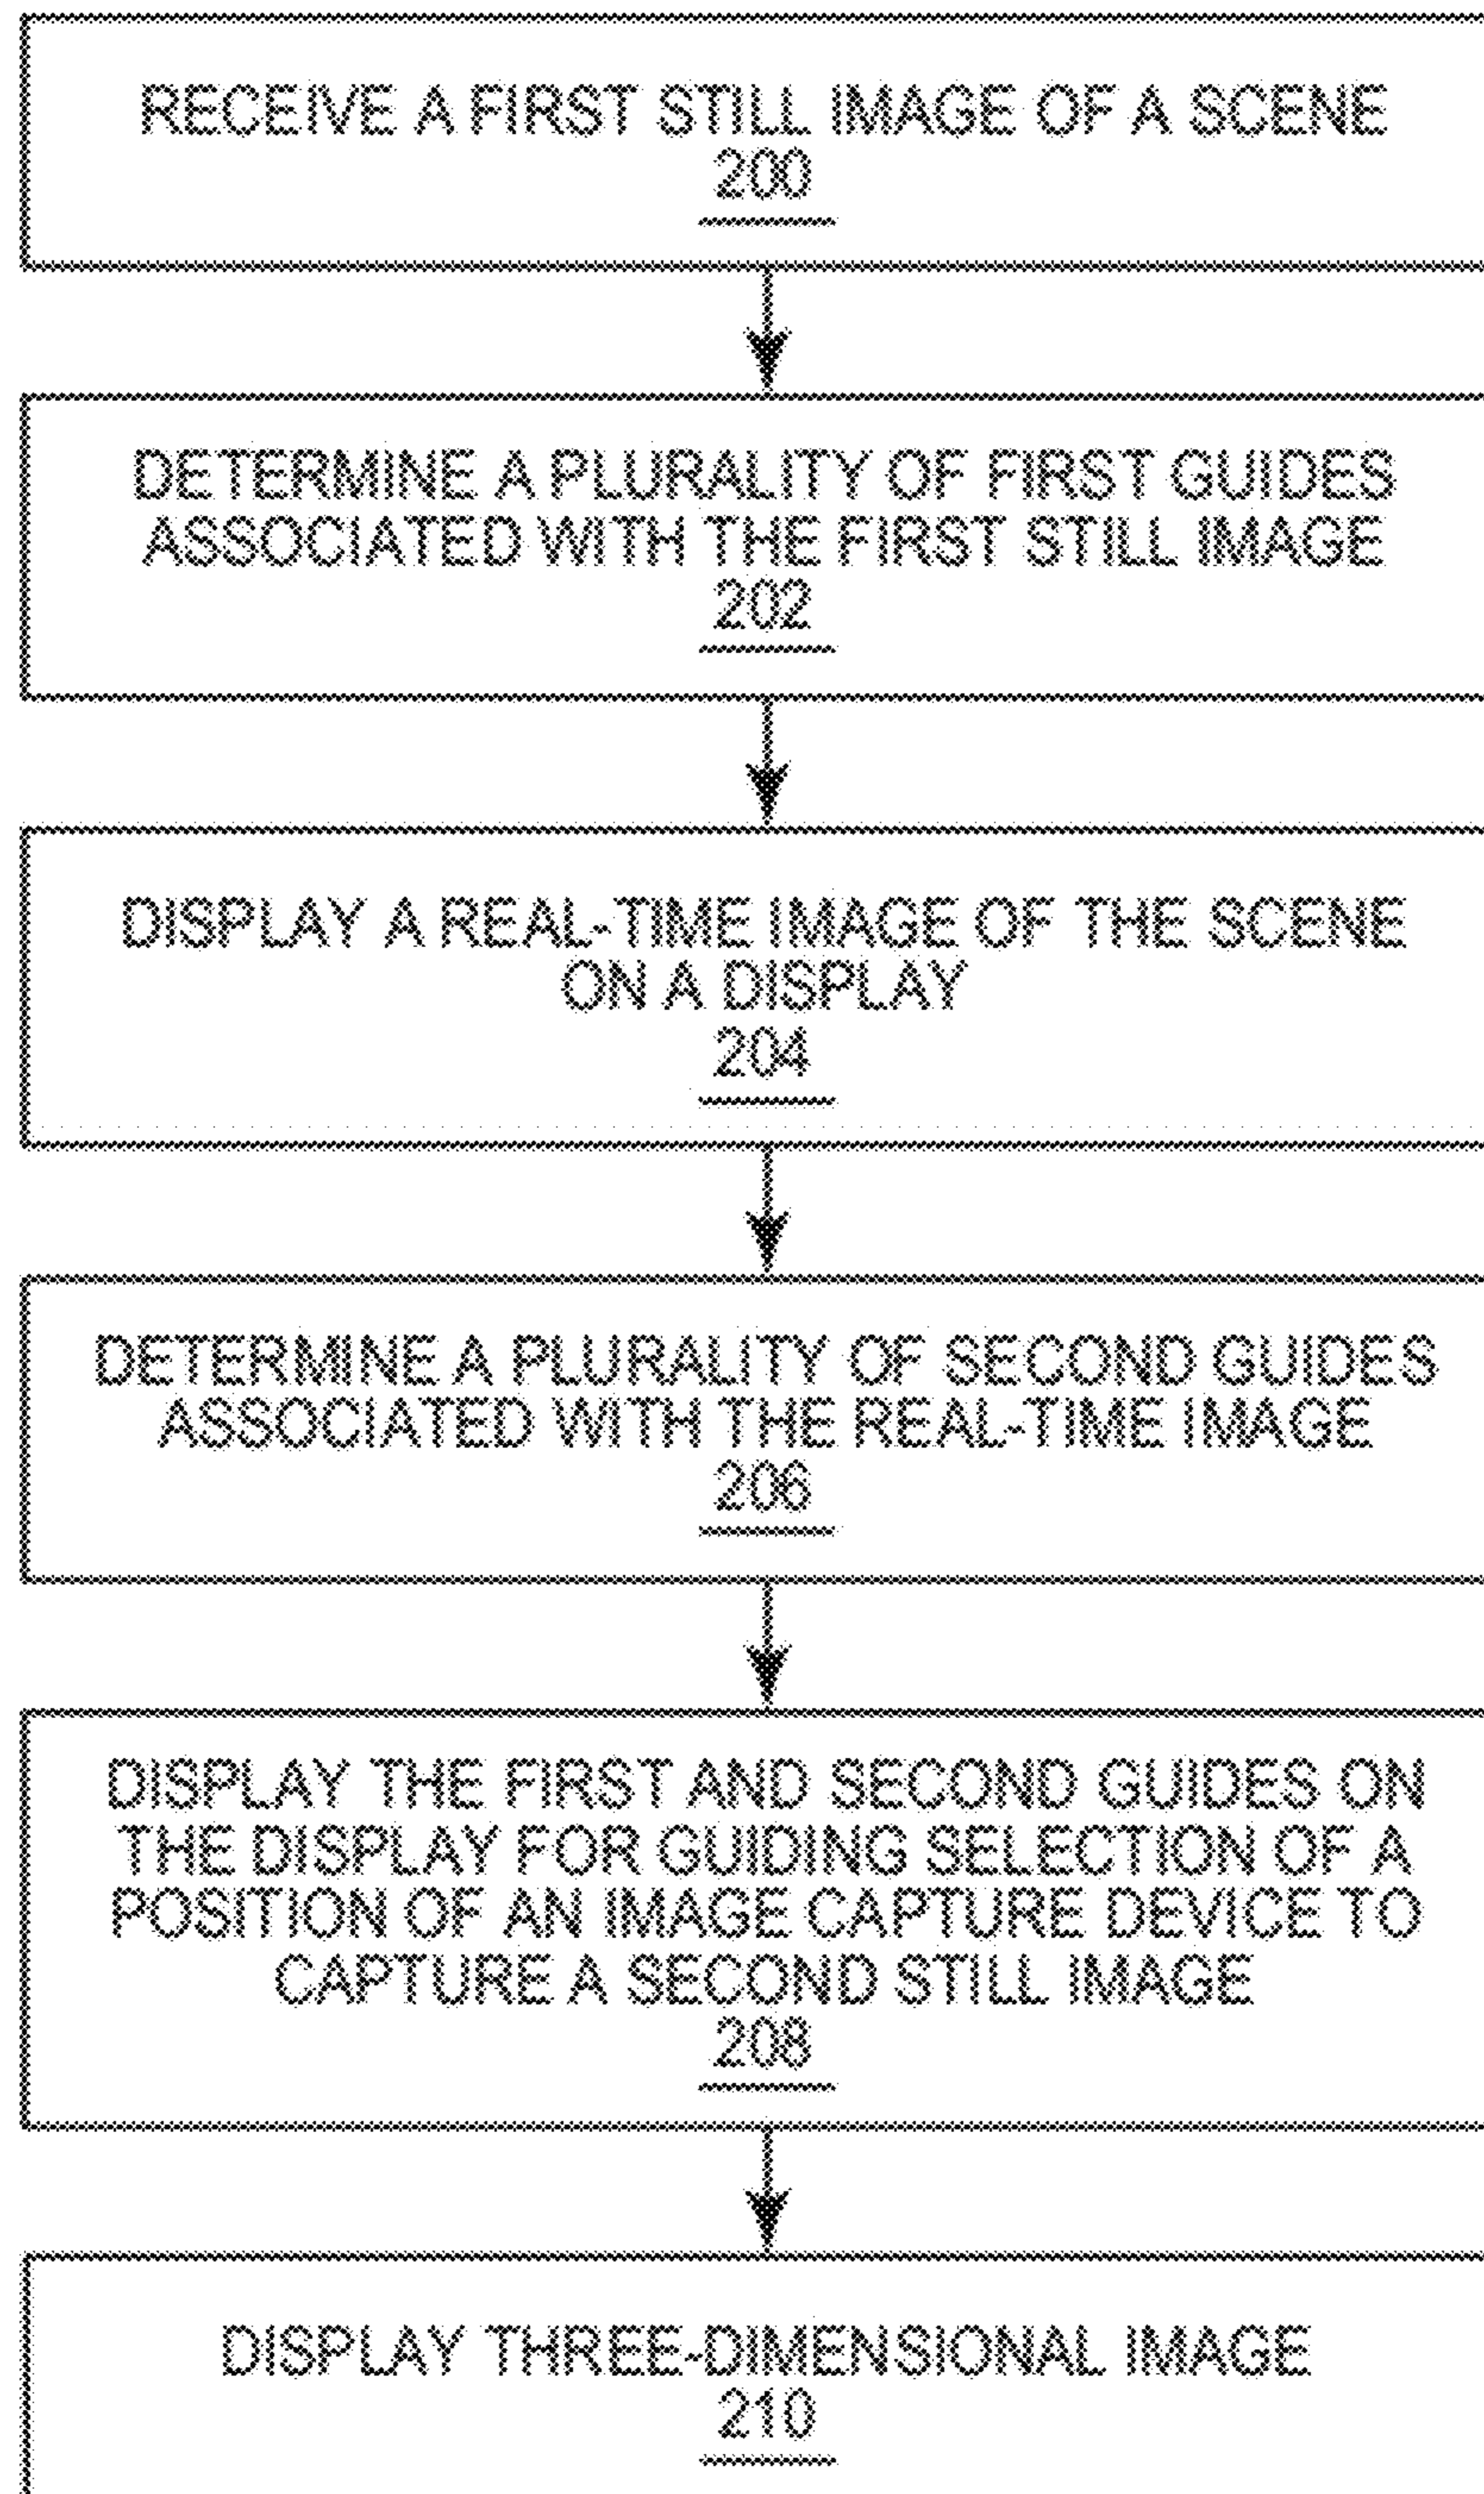 RECEIVE A FIRST STILL IMAGE OF A SCENE
200
DETERMINE A PLURALITY OF FIRST GUIDES
ASSOCIATED WITH THE FIRST STILL IMAGE
202
DISPLAY A REAL-TIME IMAGE OF THE SCENE
ON A DISPLAY
204
DETERMINE A PLURALITY OF SECOND GUIDES
ASSOCIATED WITH THE REAL-TIME IMAGE
206
DISPLAY THE FIRST AND SECOND GUIDES ON
THE DISPLAY FOR GUIDING SELECTION OF A
POSITION OF AN IMAGE CAPTURE DEVICE TO
CAPTURE A SECOND STILL IMAGE
208
DISPLAY THREE-DIMENSIONAL IMAGE
210